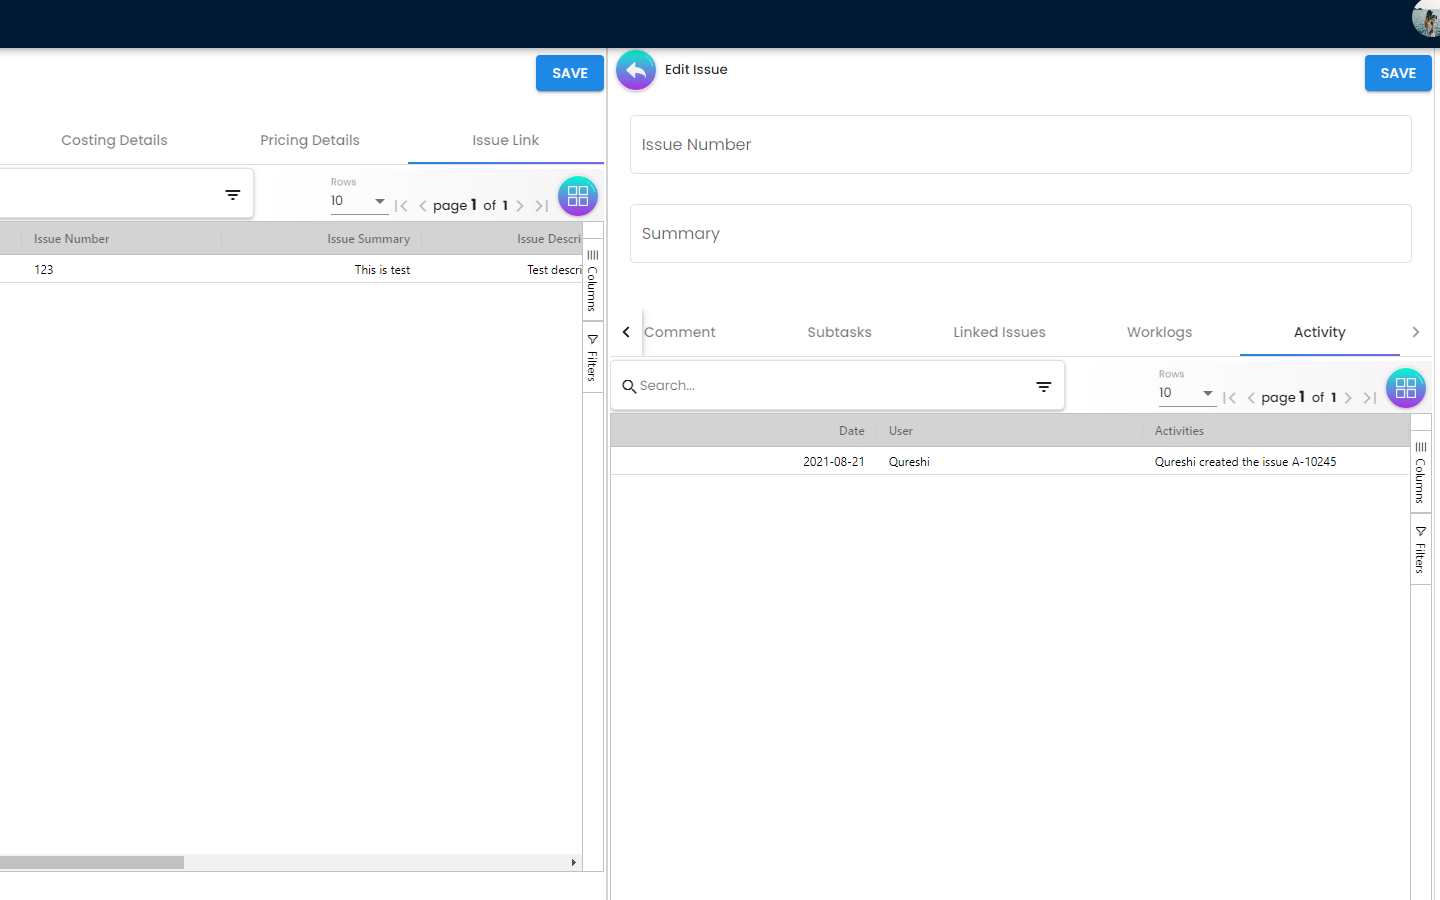 SAVE
Costing Details
Pricing Details
Issue Link
Rows
10
page 1 of 1
Issue Number
Issue Summary
Issue Descri
123
This is test
Test descri
Columns
Filters
Edit Issue
SAVE
Issue Number
Summary
Comment
Subtasks
Linked Issues
Worklogs
Activity
Search...
Rows
10
page 1 of 1
Date
User
Activities
2021-08-21
Qureshi
Qureshi created the issue A-10245
Columns
Filters